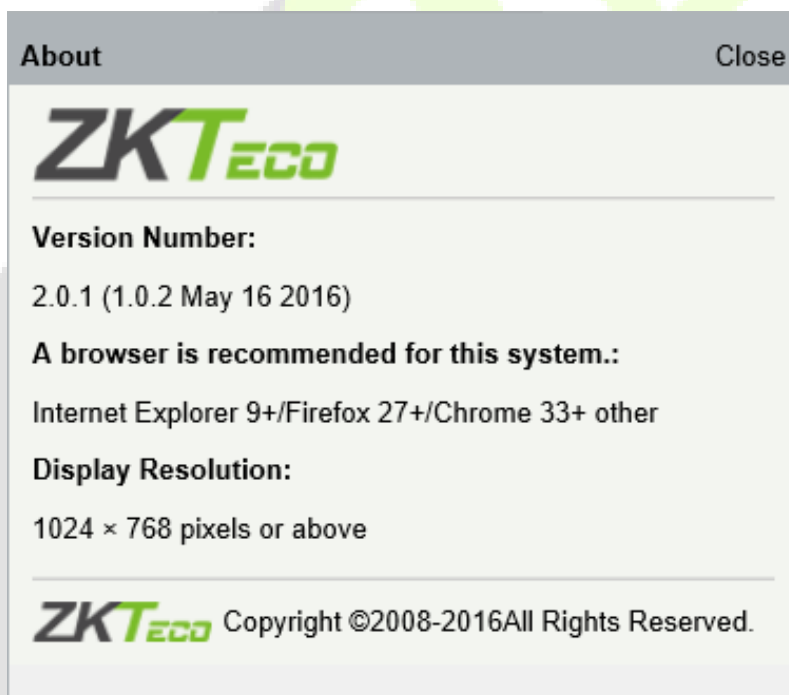 About Close
ZKTECO
Version Number:
2.0.1 (1.0.2 May 16 2016)
A browser is recommended for this system.:
Internet Explorer 9+/Firefox 27+/Chrome 33+ other
Display Resolution:
1024 × 768 pixels or above
ZKTECO Copyright ©2008-2016All Rights Reserved.